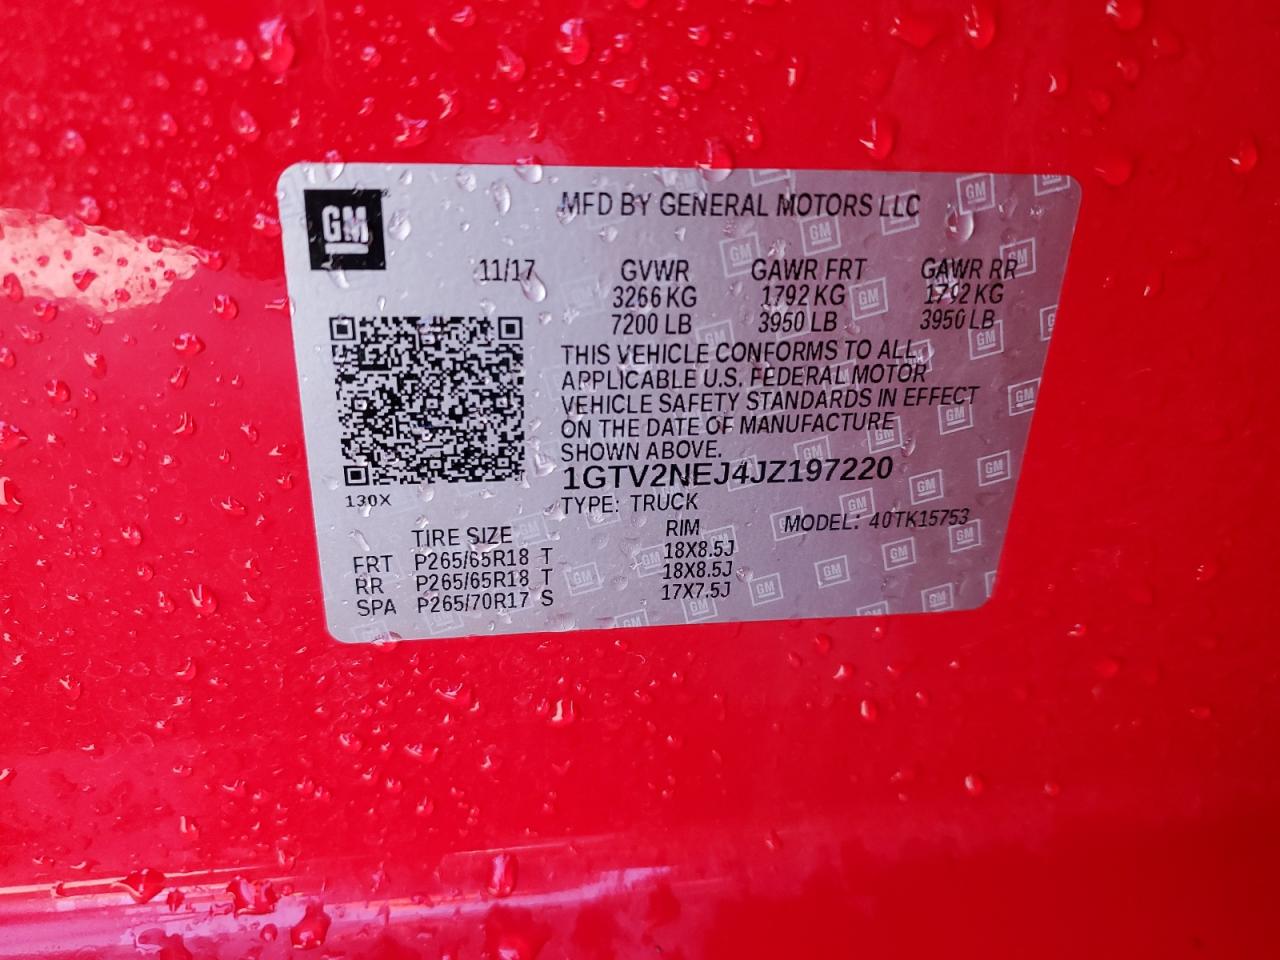 GM
MFD BY GENERAL MOTORS LLC
11/17 GVWR GAWR FRT GAWR RR
3266 KG 1792 KG 1792 KG
7200 LB 3950 LB 3950 LB
THIS VEHICLE CONFORMS TO ALL
APPLICABLE U.S. FEDERAL MOTOR
VEHICLE SAFETY STANDARDS IN EFFECT
ON THE DATE OF MANUFACTURE
SHOWN ABOVE.
1GTV2NEJ4JZ197220
130X
TYPE: TRUCK
MODEL: 40TK15753
TIRE SIZE RIM
FRT P265/65R18 T 18X8.5J
RR P265/65R18 T 18X8.5J
SPA P265/70R17 S 17X7.5J